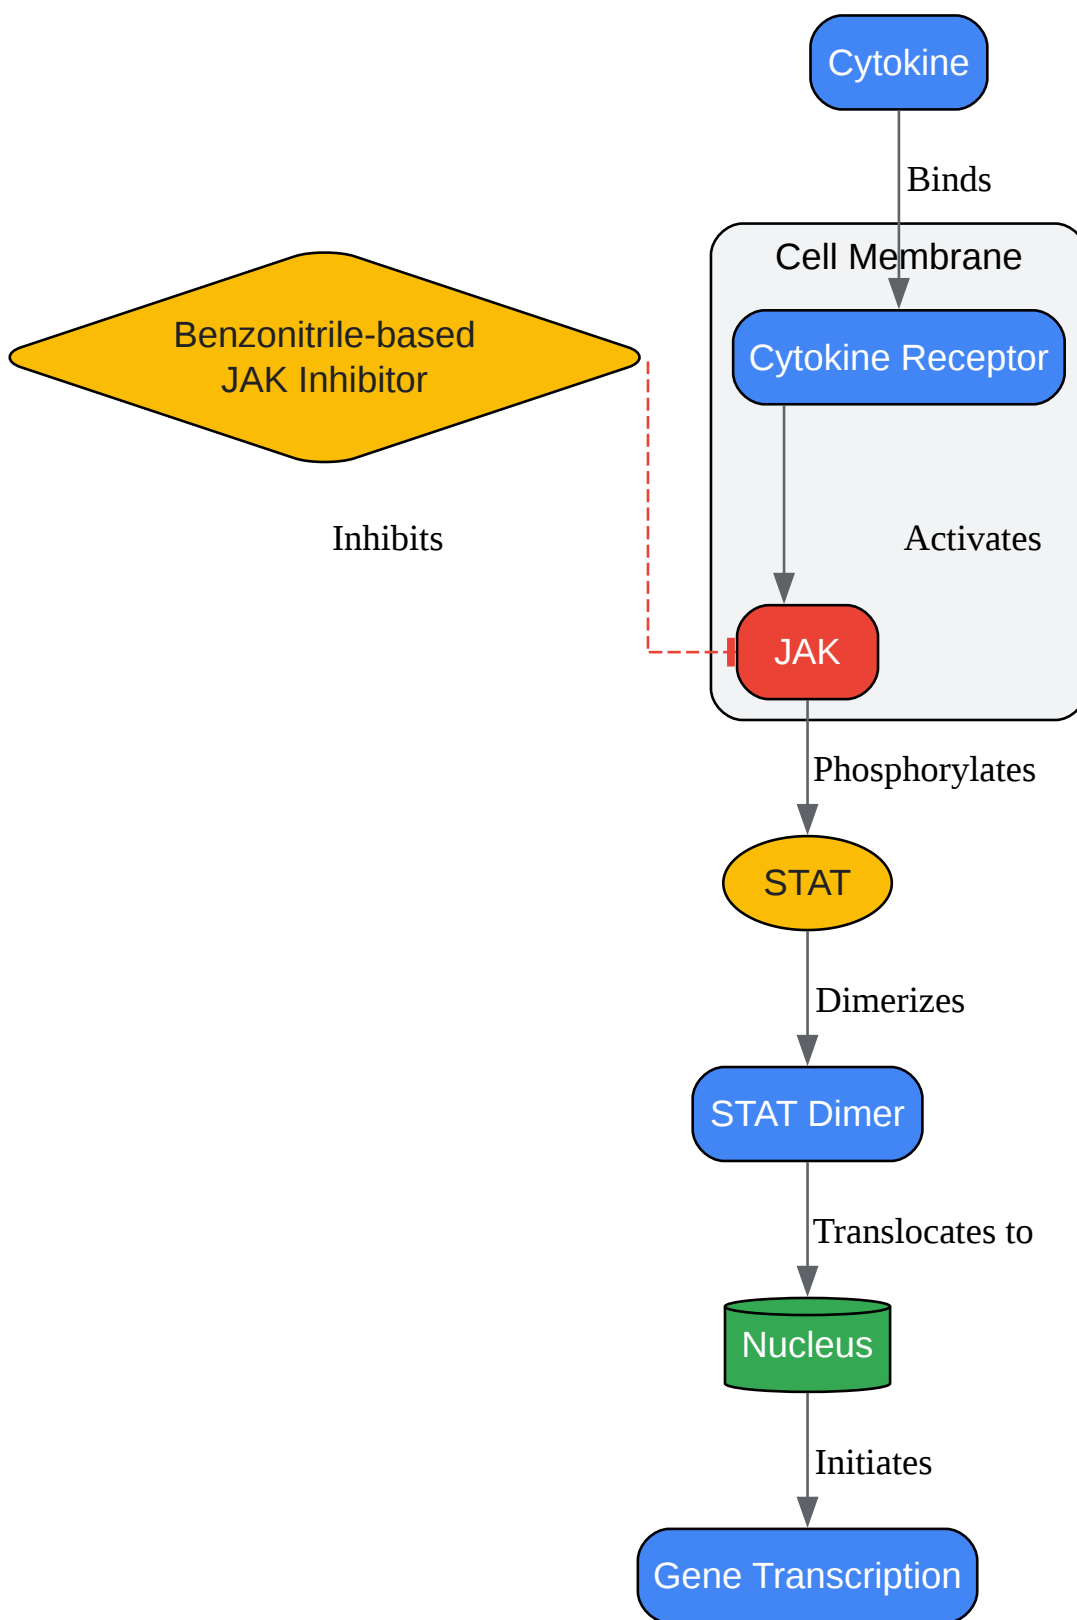 Cytokine
Binds
Cell Membrane
Benzonitrile-based
JAK Inhibitor
Cytokine Receptor
Inhibits
Activates
JAK
Phosphorylates
STAT
Dimerizes
STAT Dimer
Translocates to
Nucleus
Initiates
Gene Transcription